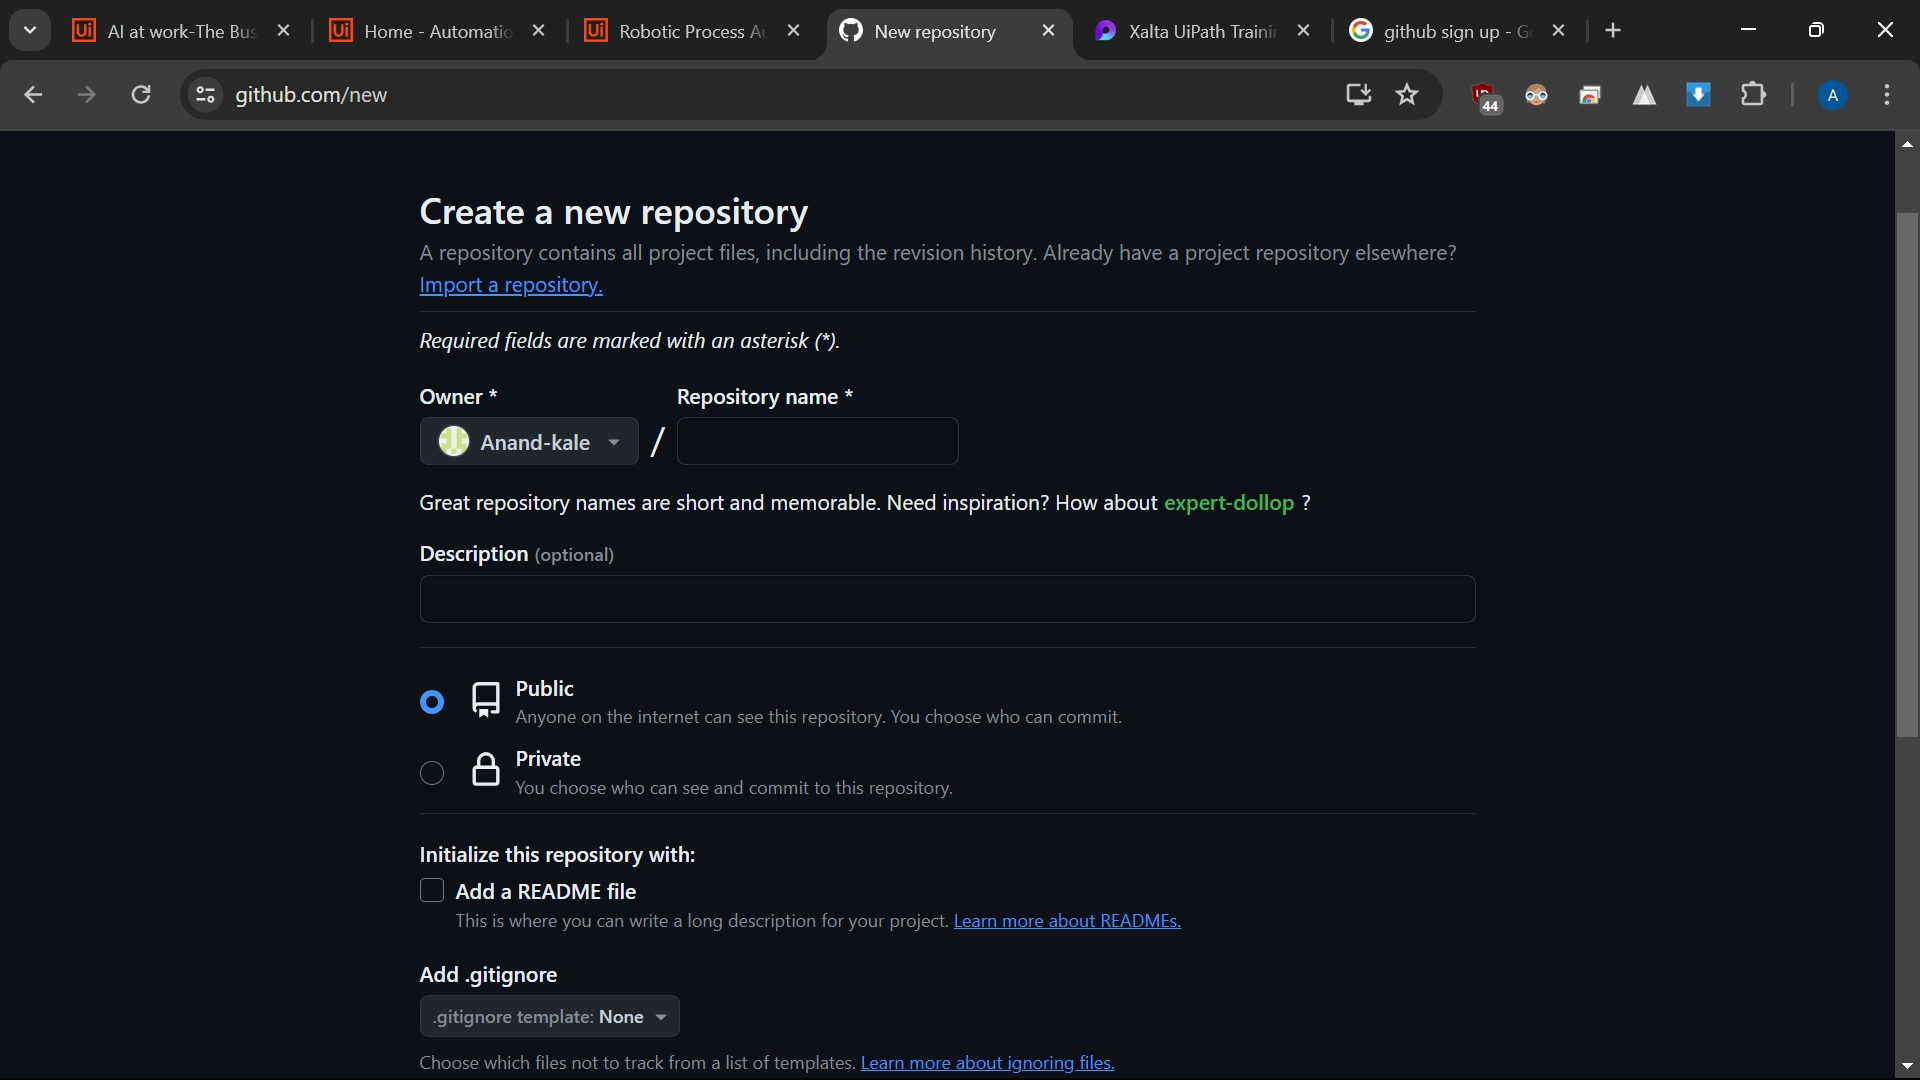 AI at work-The Bus
Home - Automatio
Robotic Process Au
New repository
Xalta UiPath Trainin
github sign up - Go
github.com/new
44
A
Create a new repository
A repository contains all project files, including the revision history. Already have a project repository elsewhere?
Import a repository.
Required fields are marked with an asterisk (*).
Owner *
Repository name *
Anand-kale
/
Great repository names are short and memorable. Need inspiration? How about expert-dollop ?
Description (optional)
Public
Anyone on the internet can see this repository. You choose who can commit.
Private
You choose who can see and commit to this repository.
Initialize this repository with:
Add a README file
This is where you can write a long description for your project. Learn more about READMEs.
Add .gitignore
.gitignore template: None
Choose which files not to track from a list of templates. Learn more about ignoring files.